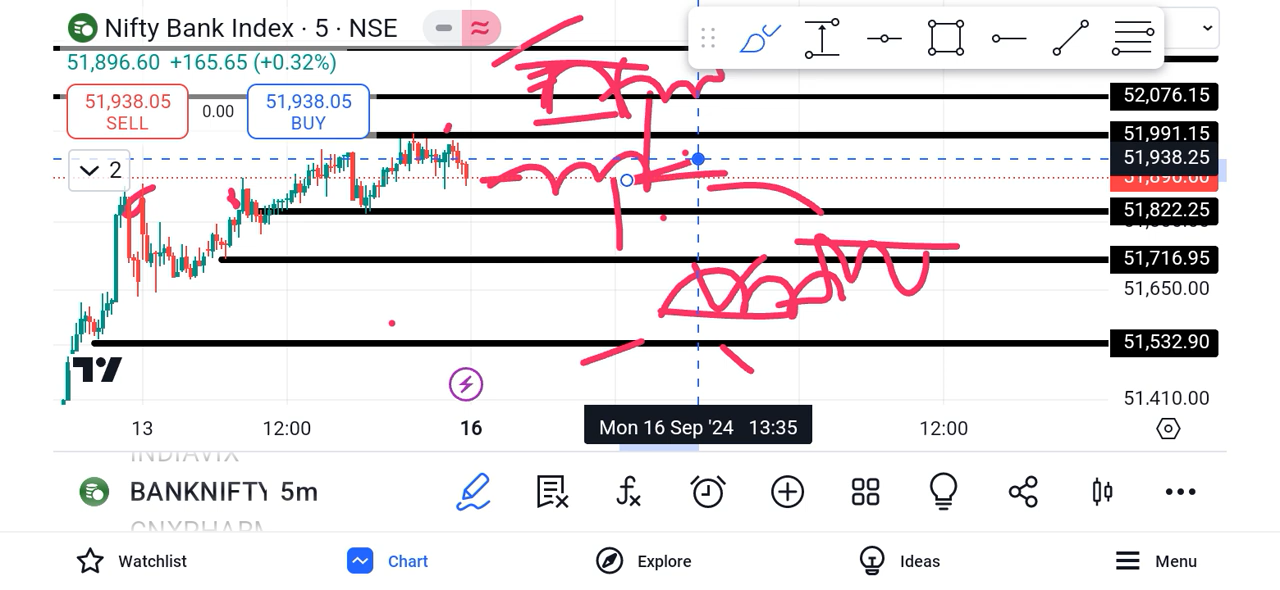 Nifty Bank Index · 5 · NSE
51,896.60 +165.65 (+0.32%)
52,076.15
51,938.05 0.00 51,938.05
SELL BUY
51,991.15
51,938.25
2
51,822.25
51,716.95
51,650.00
51,532.90
51,410.00
13 12:00 16 Mon 16 Sep '24 13:35 12:00
INDIAVIX
BANKNIFTY 5m
CNXPHARM
Watchlist Chart Explore Ideas Menu